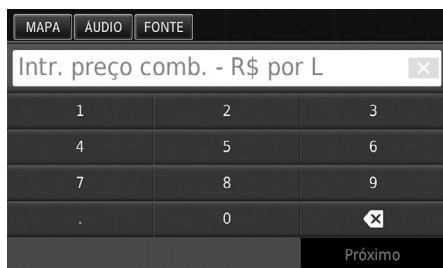 MAPA ÁUDIO FONTE
Intr. preço comb. - R$ por L
1 2 3
4 5 6
7 8 9
. 0
Próximo